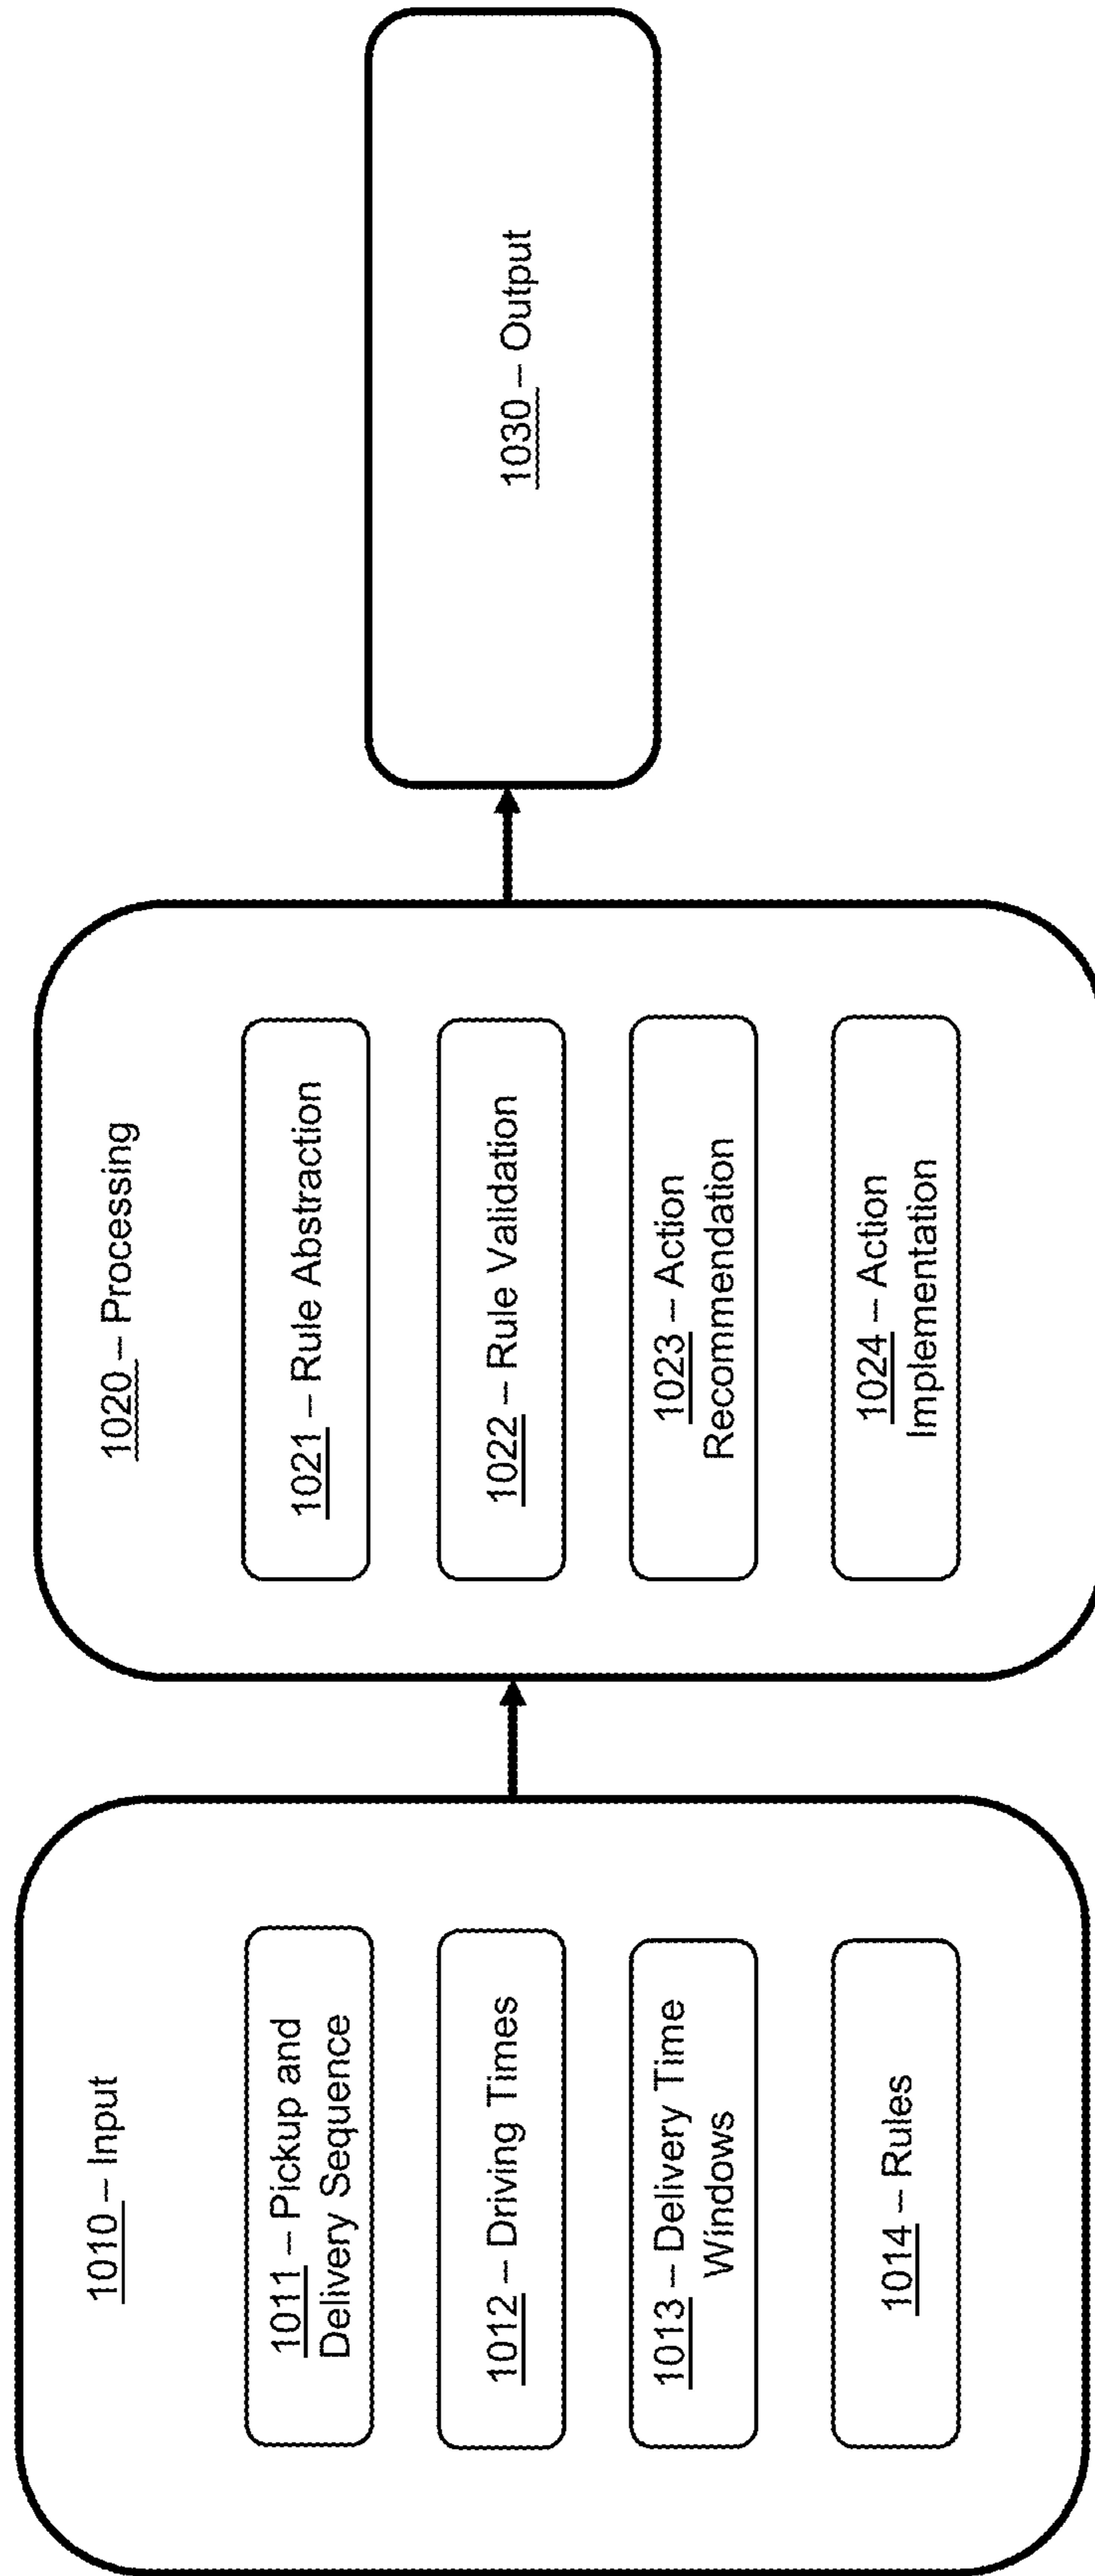 1010 – Input
1011 – Pickup and
Delivery Sequence
1012 – Driving Times
1013 – Delivery Time
Windows
1014 – Rules
1020 – Processing
1021 – Rule Abstraction
1022 – Rule Validation
1023 – Action
Recommendation
1024 – Action
Implementation
1030 – Output